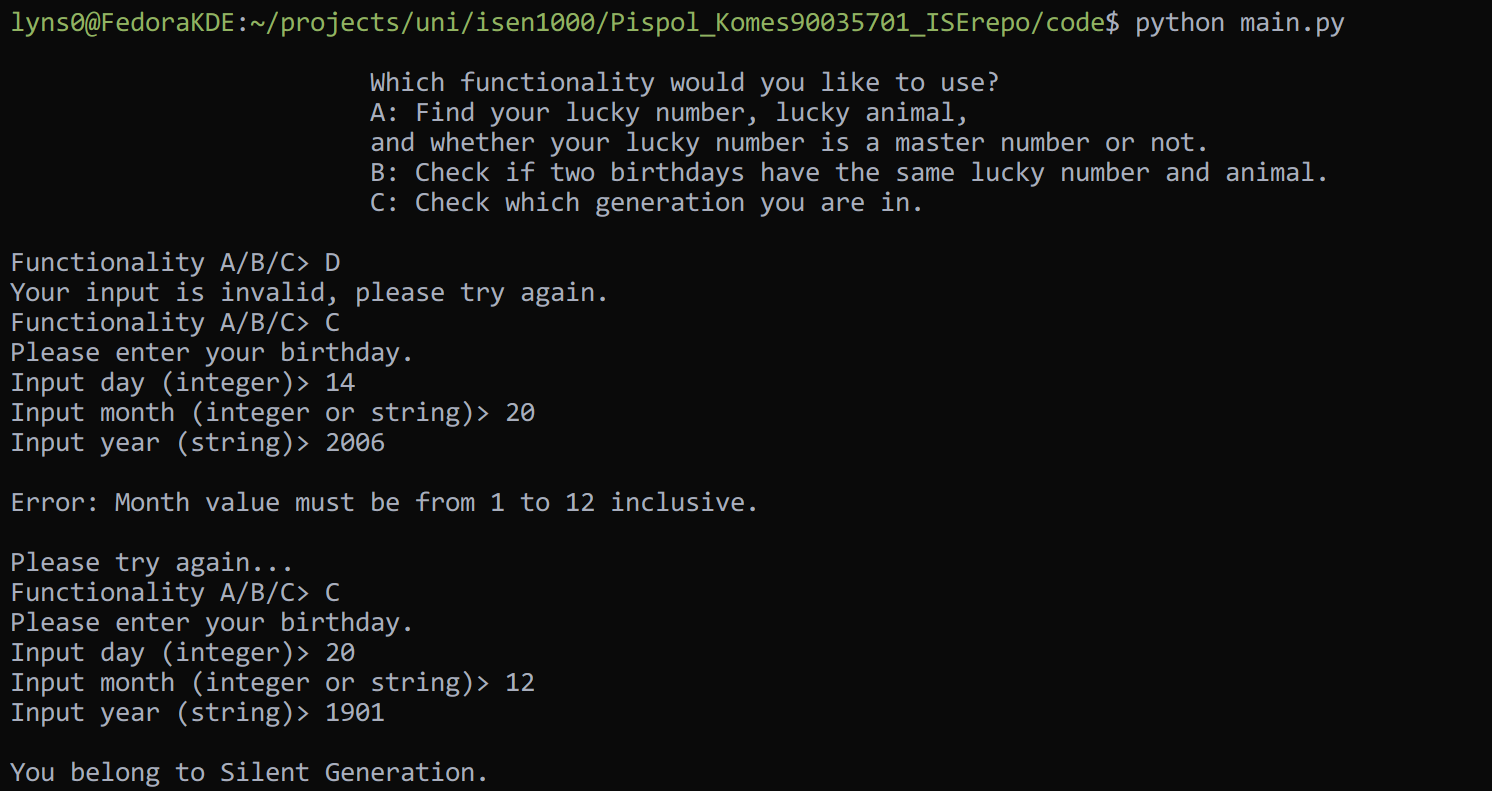 lyns0@FedoraKDE:~/projects/uni/isen1000/Pispol_Komes90035701_ISErepo/code$ python main.py
Which functionality would you like to use?
A: Find your lucky number, lucky animal,
and whether your lucky number is a master number or not.
B: Check if two birthdays have the same lucky number and animal.
C: Check which generation you are in.
Functionality A/B/C> D
Your input is invalid, please try again.
Functionality A/B/C> C
Please enter your birthday.
Input day (integer)> 14
Input month (integer or string)> 20
Input year (string)> 2006
Error: Month value must be from 1 to 12 inclusive.
Please try again...
Functionality A/B/C> C
Please enter your birthday.
Input day (integer)> 20
Input month (integer or string)> 12
Input year (string)> 1901
You belong to Silent Generation.